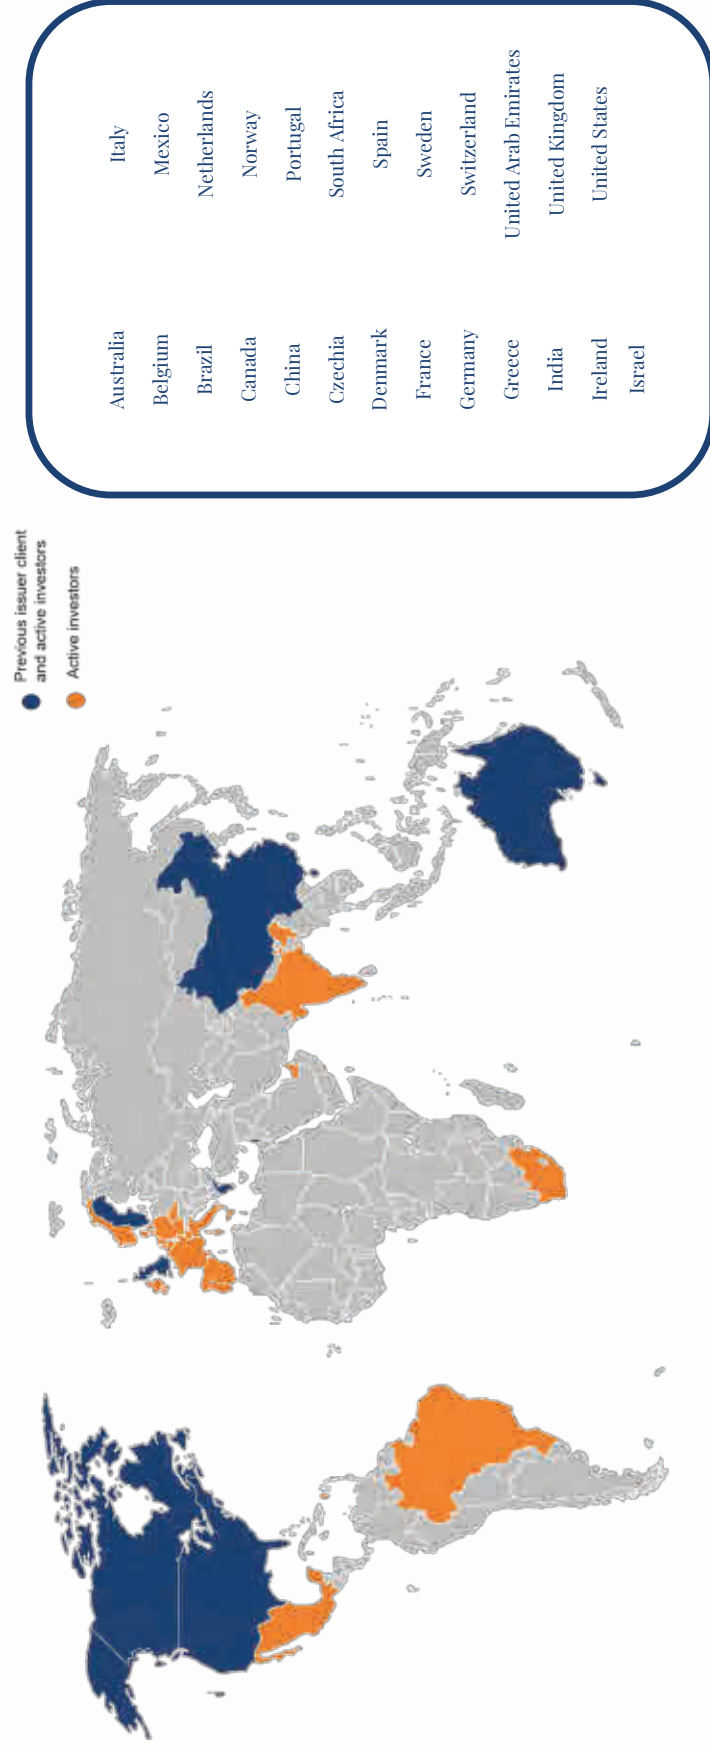 Previous issuer client
and active investors
Active investors
Australia
Belgium
Brazil
Canada
China
Czechia
Denmark
France
Germany
Greece
India
Ireland
Israel
Italy
Mexico
Netherlands
Norway
Portugal
South Africa
Spain
Sweden
Switzerland
United Arab Emirates
United Kingdom
United States